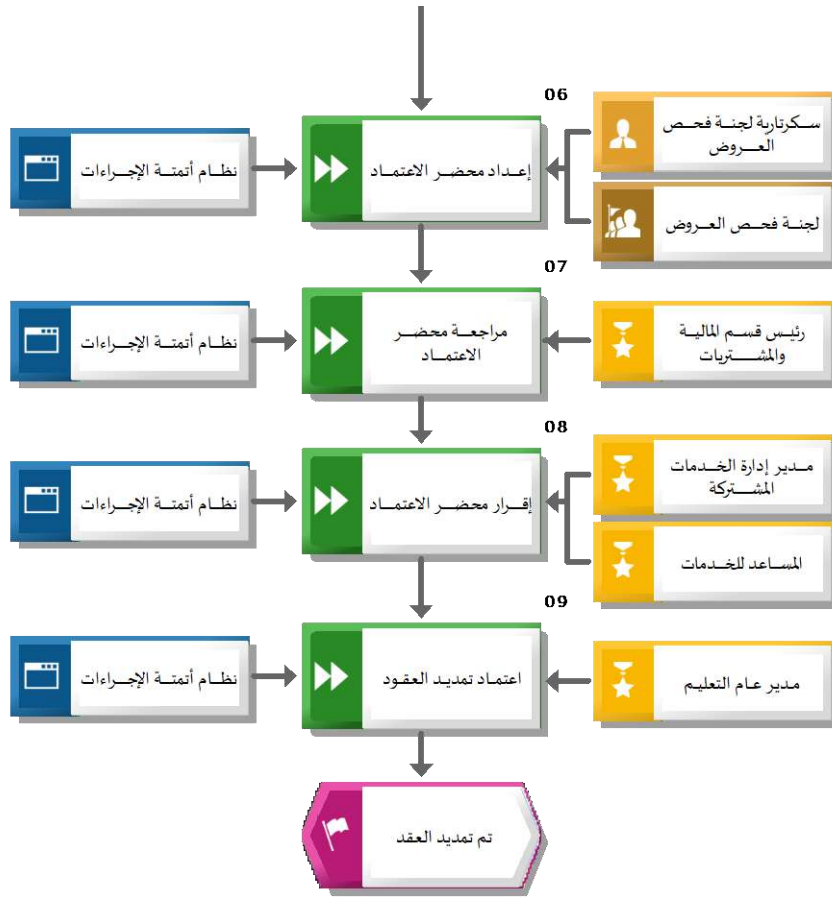 06
سكرتارية لجنة فحص
العروض
إعداد محضر الاعتماد
نظام أتمتة الإجراءات
لجنة فحص العروض
07
رئيس قسم المالية
والمشتريات
مراجعة محضر
الاعتماد
نظام أتمتة الإجراءات
08
مدير إدارة الخدمات
المشتركة
إقرار محضر الاعتماد
نظام أتمتة الإجراءات
المساعد للخدمات
09
مدير عام التعليم
اعتماد تمديد العقود
نظام أتمتة الإجراءات
تم تمديد العقد